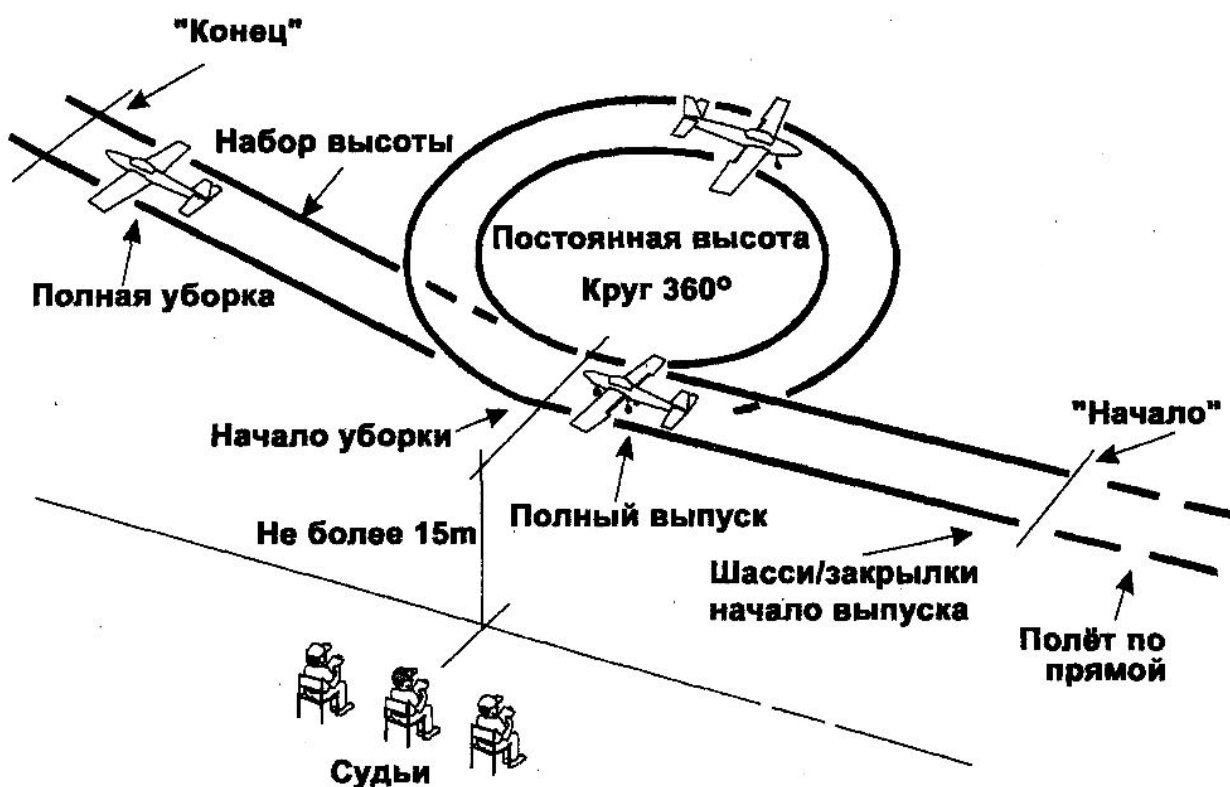 "Конец"
Набор высоты
Полная уборка
Постоянная высота
Круг 360°
Начало уборки
"Начало"
Не более 15m
Полный выпуск
Шасси/закрылки
начало выпуска
Полёт по
прямой
Судьи